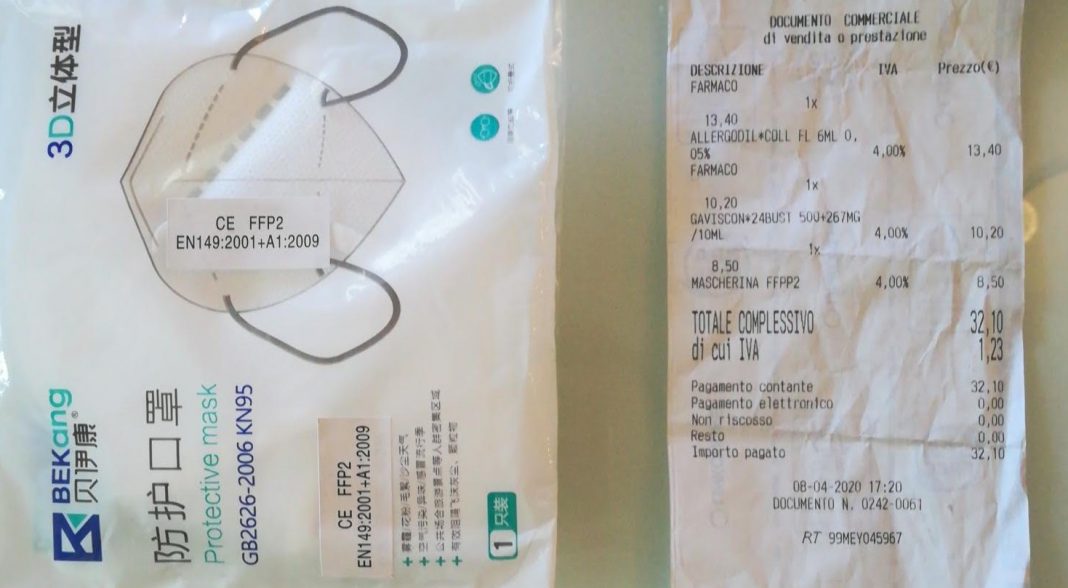 3D立体型
CE FFP2
EN149:2001+A1:2009
BEKang
贝伊康®
防护口罩
Protective mask
GB2626-2006 KN95
CE FFP2
EN149:2001+A1:2009
1只装
DOCUMENTO COMMERCIALE
di vendita o prestazione
DESCRIZIONE IVA Prezzo(€)
FARMACO
1x
13,40
ALLERGODIL*COLL FL 6ML 0,
05% 4,00% 13,40
FARMACO
1x
10,20
GAVISCON*24BUST 500+267MG
/10ML 4,00% 10,20
1x
8,50
MASCHERINA FFPP2 4,00% 8,50
TOTALE COMPLESSIVO 32,10
di cui IVA 1,23
Pagamento contante 32,10
Pagamento elettronico 0,00
Non riscosso 0,00
Resto 0,00
Importo pagato 32,10
08-04-2020 17:20
DOCUMENTO N. 0242-0061
RT 99MEY045967